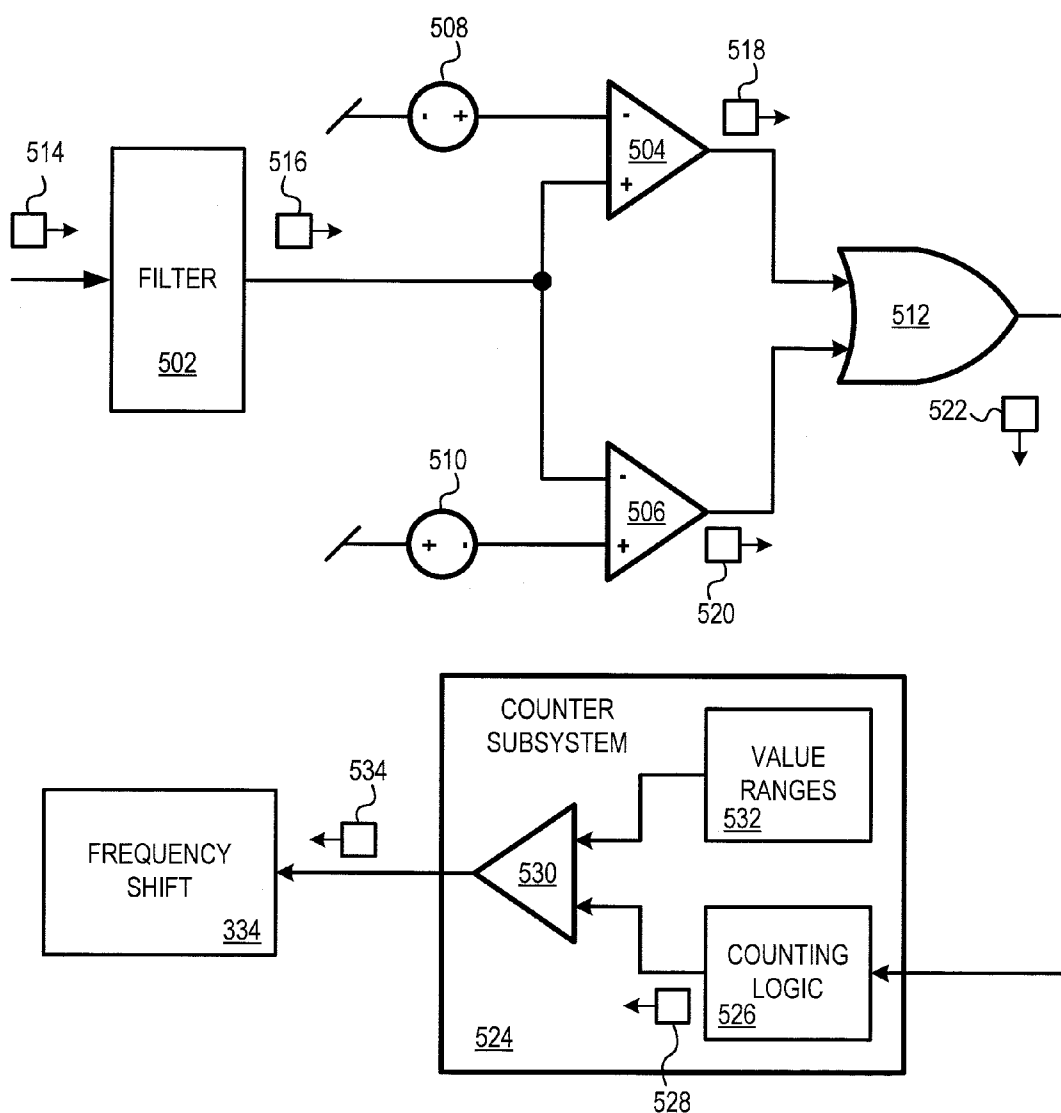 508
518
- +
-
504
+
514
516
FILTER
502
512
522
510
-
506
+
+ -
520
COUNTER
SUBSYSTEM
VALUE
RANGES
532
534
FREQUENCY
SHIFT
334
530
COUNTING
LOGIC
526
524
528